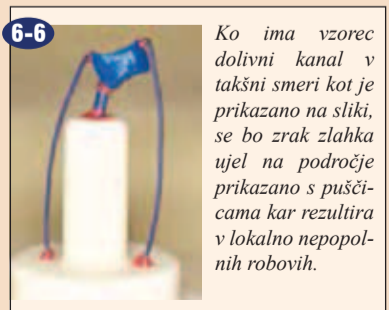 6-6
Ko ima vzorec
dolivni kanal v
takšni smeri kot je
prikazano na sliki,
se bo zrak zlahka
ujel na področje
prikazano s pušči-
cama kar rezultira
v lokalno nepopol-
nih robovih.